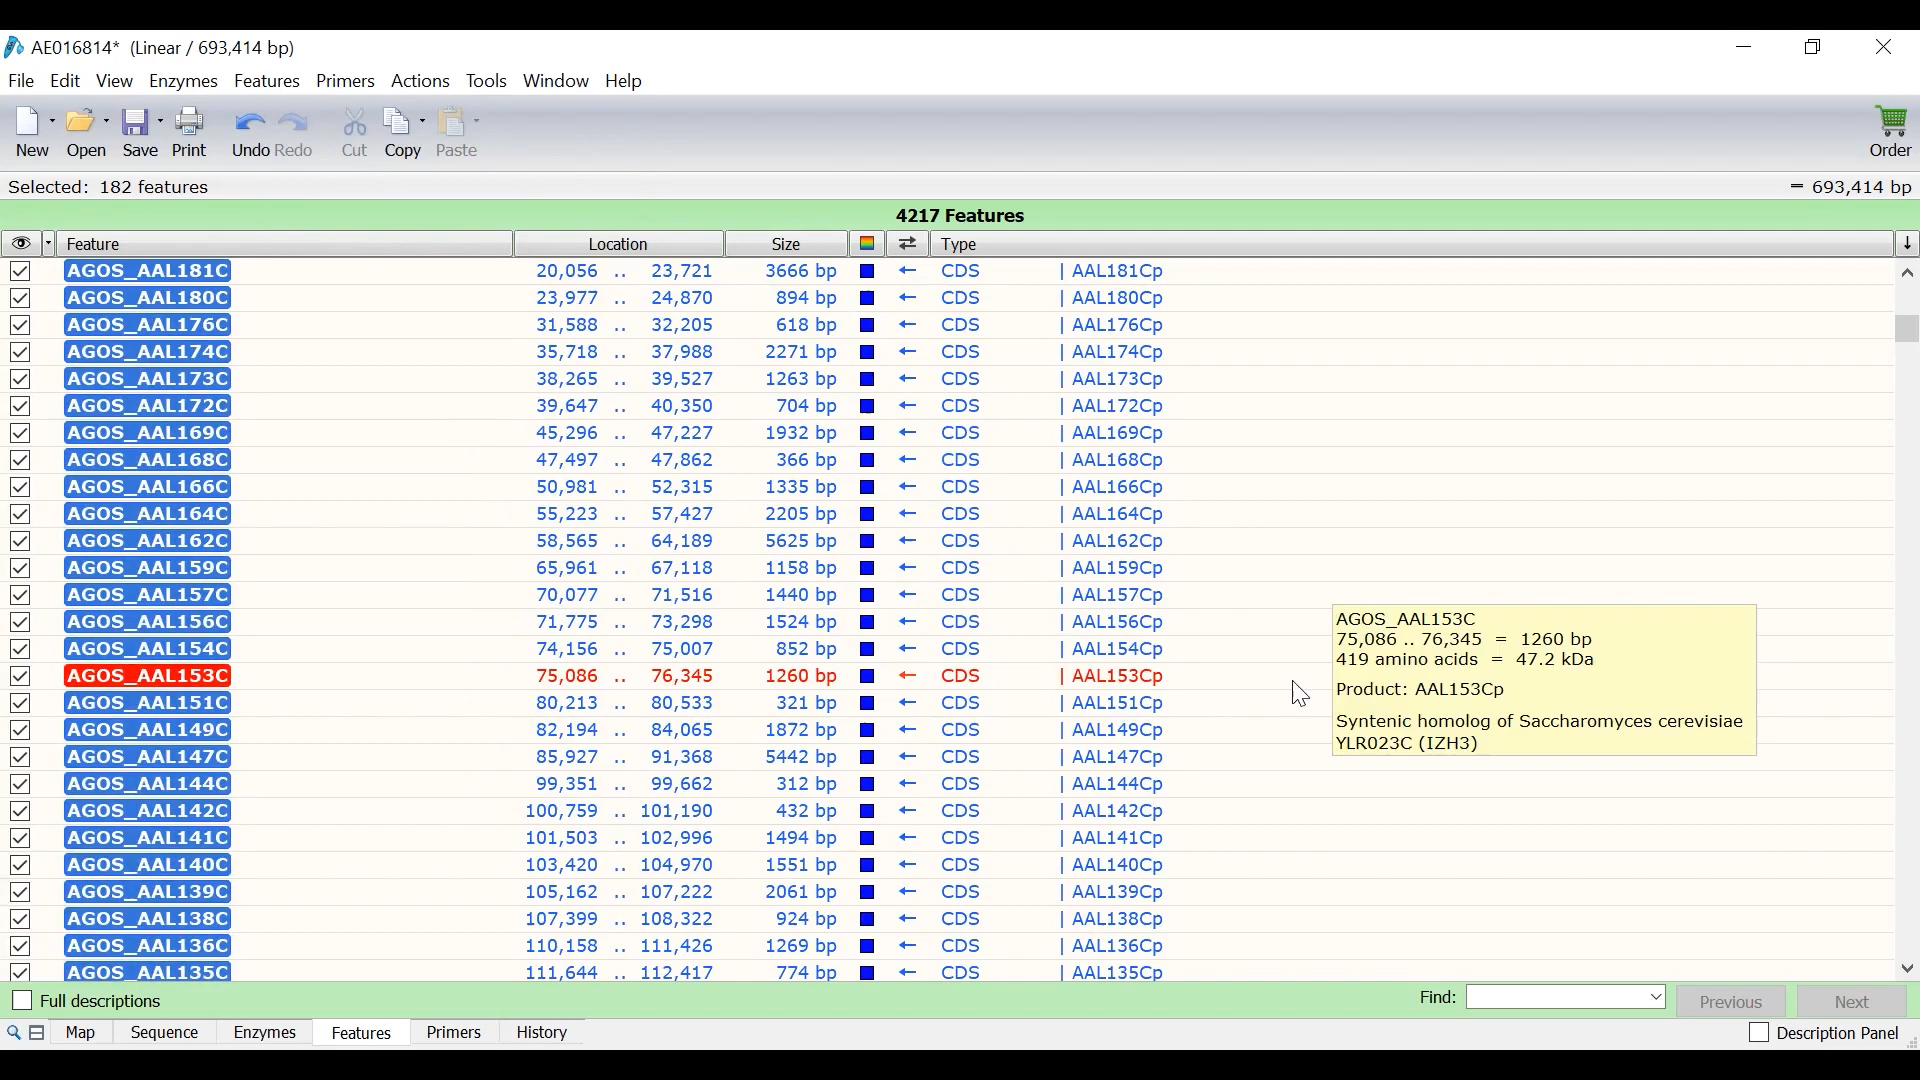 AE016814* (Linear / 693,414 bp)
File Edit View Enzymes Features Primers Actions Tools Window Help
New Open Save Print Undo Redo Cut Copy Paste Order
Selected: 182 features = 693,414 bp
4217 Features
Feature Location Size Type
AGOS_AAL181C 20,056 .. 23,721 3666 bp ← CDS | AAL181Cp
AGOS_AAL180C 23,977 .. 24,870 894 bp ← CDS | AAL180Cp
AGOS_AAL176C 31,588 .. 32,205 618 bp ← CDS | AAL176Cp
AGOS_AAL174C 35,718 .. 37,988 2271 bp ← CDS | AAL174Cp
AGOS_AAL173C 38,265 .. 39,527 1263 bp ← CDS | AAL173Cp
AGOS_AAL172C 39,647 .. 40,350 704 bp ← CDS | AAL172Cp
AGOS_AAL169C 45,296 .. 47,227 1932 bp ← CDS | AAL169Cp
AGOS_AAL168C 47,497 .. 47,862 366 bp ← CDS | AAL168Cp
AGOS_AAL166C 50,981 .. 52,315 1335 bp ← CDS | AAL166Cp
AGOS_AAL164C 55,223 .. 57,427 2205 bp ← CDS | AAL164Cp
AGOS_AAL162C 58,565 .. 64,189 5625 bp ← CDS | AAL162Cp
AGOS_AAL159C 65,961 .. 67,118 1158 bp ← CDS | AAL159Cp
AGOS_AAL157C 70,077 .. 71,516 1440 bp ← CDS | AAL157Cp
AGOS_AAL156C 71,775 .. 73,298 1524 bp ← CDS | AAL156Cp
AGOS_AAL154C 74,156 .. 75,007 852 bp ← CDS | AAL154Cp
AGOS_AAL153C 75,086 .. 76,345 1260 bp ← CDS | AAL153Cp
AGOS_AAL151C 80,213 .. 80,533 321 bp ← CDS | AAL151Cp
AGOS_AAL149C 82,194 .. 84,065 1872 bp ← CDS | AAL149Cp
AGOS_AAL147C 85,927 .. 91,368 5442 bp ← CDS | AAL147Cp
AGOS_AAL144C 99,351 .. 99,662 312 bp ← CDS | AAL144Cp
AGOS_AAL142C 100,759 .. 101,190 432 bp ← CDS | AAL142Cp
AGOS_AAL141C 101,503 .. 102,996 1494 bp ← CDS | AAL141Cp
AGOS_AAL140C 103,420 .. 104,970 1551 bp ← CDS | AAL140Cp
AGOS_AAL139C 105,162 .. 107,222 2061 bp ← CDS | AAL139Cp
AGOS_AAL138C 107,399 .. 108,322 924 bp ← CDS | AAL138Cp
AGOS_AAL136C 110,158 .. 111,426 1269 bp ← CDS | AAL136Cp
AGOS_AAL135C 111,644 .. 112,417 774 bp ← CDS | AAL135Cp
AGOS_AAL153C
75,086 .. 76,345 = 1260 bp
419 amino acids = 47.2 kDa
Product: AAL153Cp
Syntenic homolog of Saccharomyces cerevisiae
YLR023C (IZH3)
Full descriptions Find: Previous Next
Map Sequence Enzymes Features Primers History Description Panel